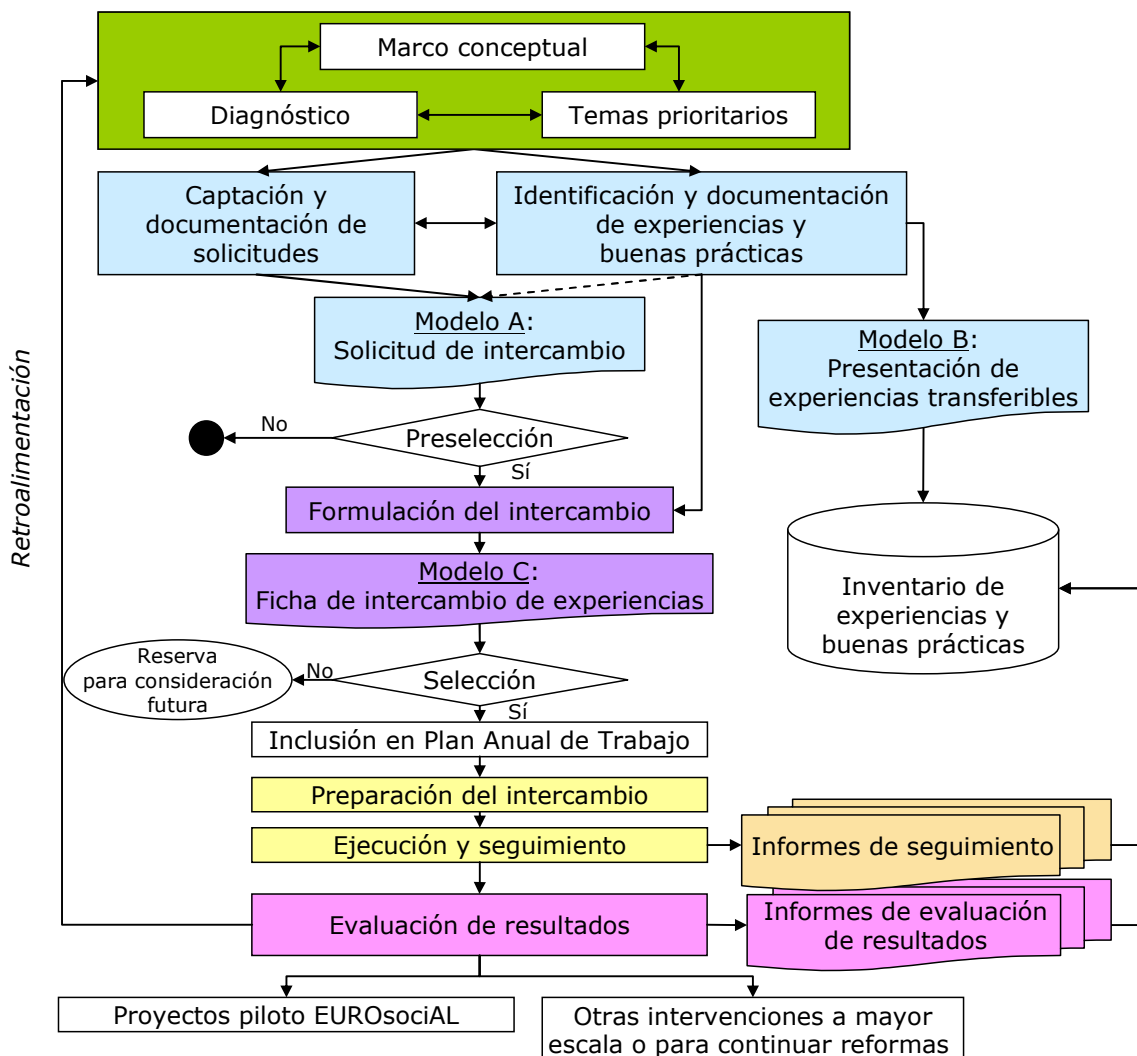 Marco conceptual
Diagnóstico
Temas prioritarios
Captación y
documentación de
solicitudes
Identificación y documentación
de experiencias y
buenas prácticas
Modelo A:
Solicitud de intercambio
Modelo B:
Presentación de
experiencias transferibles
Retroalimentación
No
Preselección
Sí
Formulación del intercambio
Modelo C:
Ficha de intercambio de experiencias
Inventario de
experiencias y
buenas prácticas
Reserva
para consideración
futura
No
Selección
Sí
Inclusión en Plan Anual de Trabajo
Preparación del intercambio
Ejecución y seguimiento
Informes de seguimiento
Evaluación de resultados
Informes de evaluación
de resultados
Proyectos piloto EUROsociAL
Otras intervenciones a mayor
escala o para continuar reformas